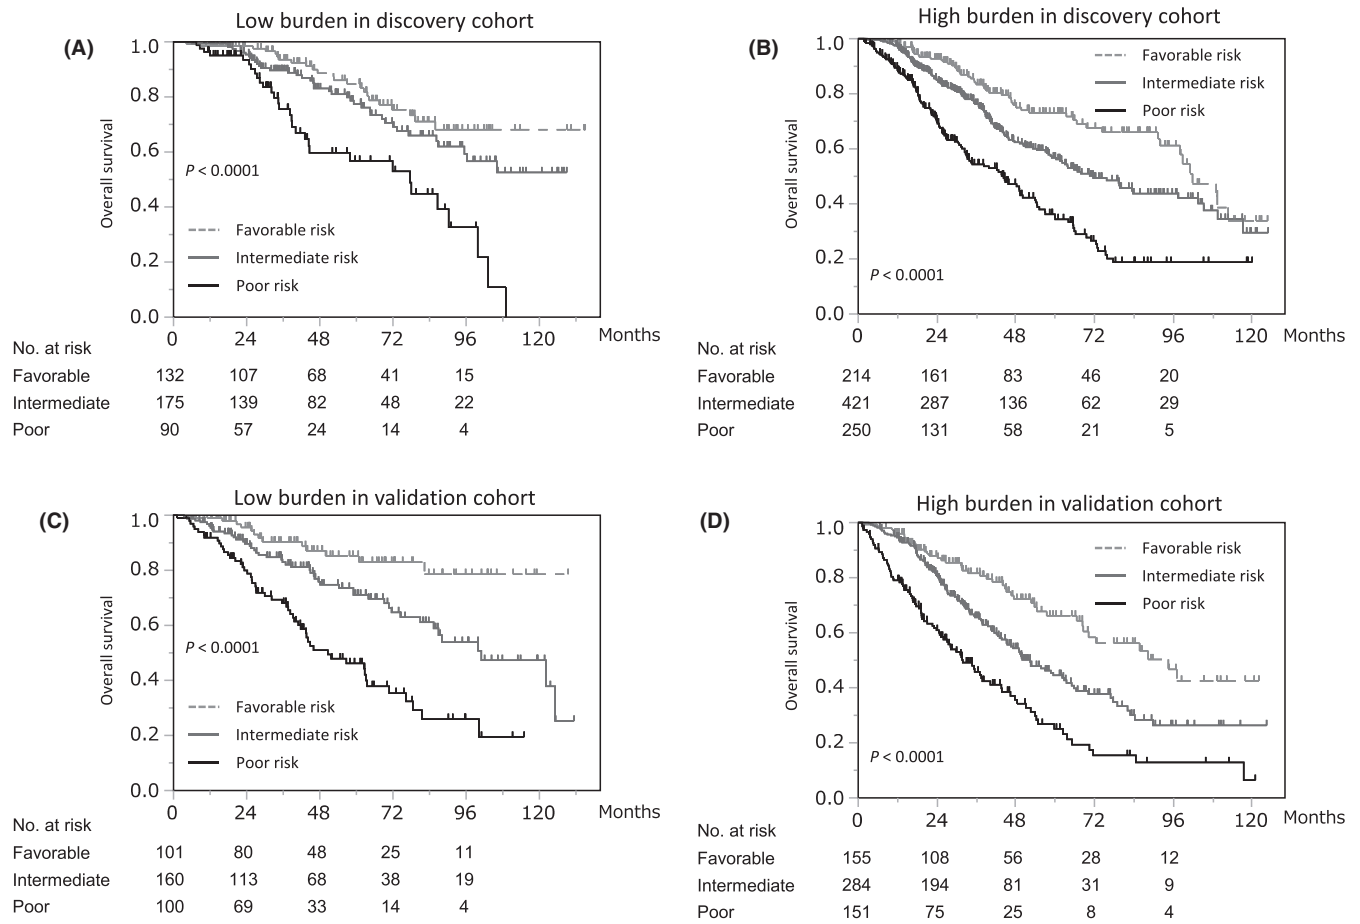 Low burden in discovery cohort
(A)
1.0
0.8
0.6
0.4
0.2
0.0
Overall survival
P < 0.0001
Favorable risk
Intermediate risk
Poor risk
0 24 48 72 96 120 Months
No. at risk
Favorable 132 107 68 41 15
Intermediate 175 139 82 48 22
Poor 90 57 24 14 4
High burden in discovery cohort
(B)
1.0
0.8
0.6
0.4
0.2
0.0
Overall survival
Favorable risk
Intermediate risk
Poor risk
P < 0.0001
0 24 48 72 96 120 Months
No. at risk
Favorable 214 161 83 46 20
Intermediate 421 287 136 62 29
Poor 250 131 58 21 5
Low burden in validation cohort
(C)
1.0
0.8
0.6
0.4
0.2
0.0
Overall survival
P < 0.0001
Favorable risk
Intermediate risk
Poor risk
0 24 48 72 96 120 Months
No. at risk
Favorable 101 80 48 25 11
Intermediate 160 113 68 38 19
Poor 100 69 33 14 4
High burden in validation cohort
(D)
1.0
0.8
0.6
0.4
0.2
0.0
Overall survival
Favorable risk
Intermediate risk
Poor risk
P < 0.0001
0 24 48 72 96 120 Months
No. at risk
Favorable 155 108 56 28 12
Intermediate 284 194 81 31 9
Poor 151 75 25 8 4